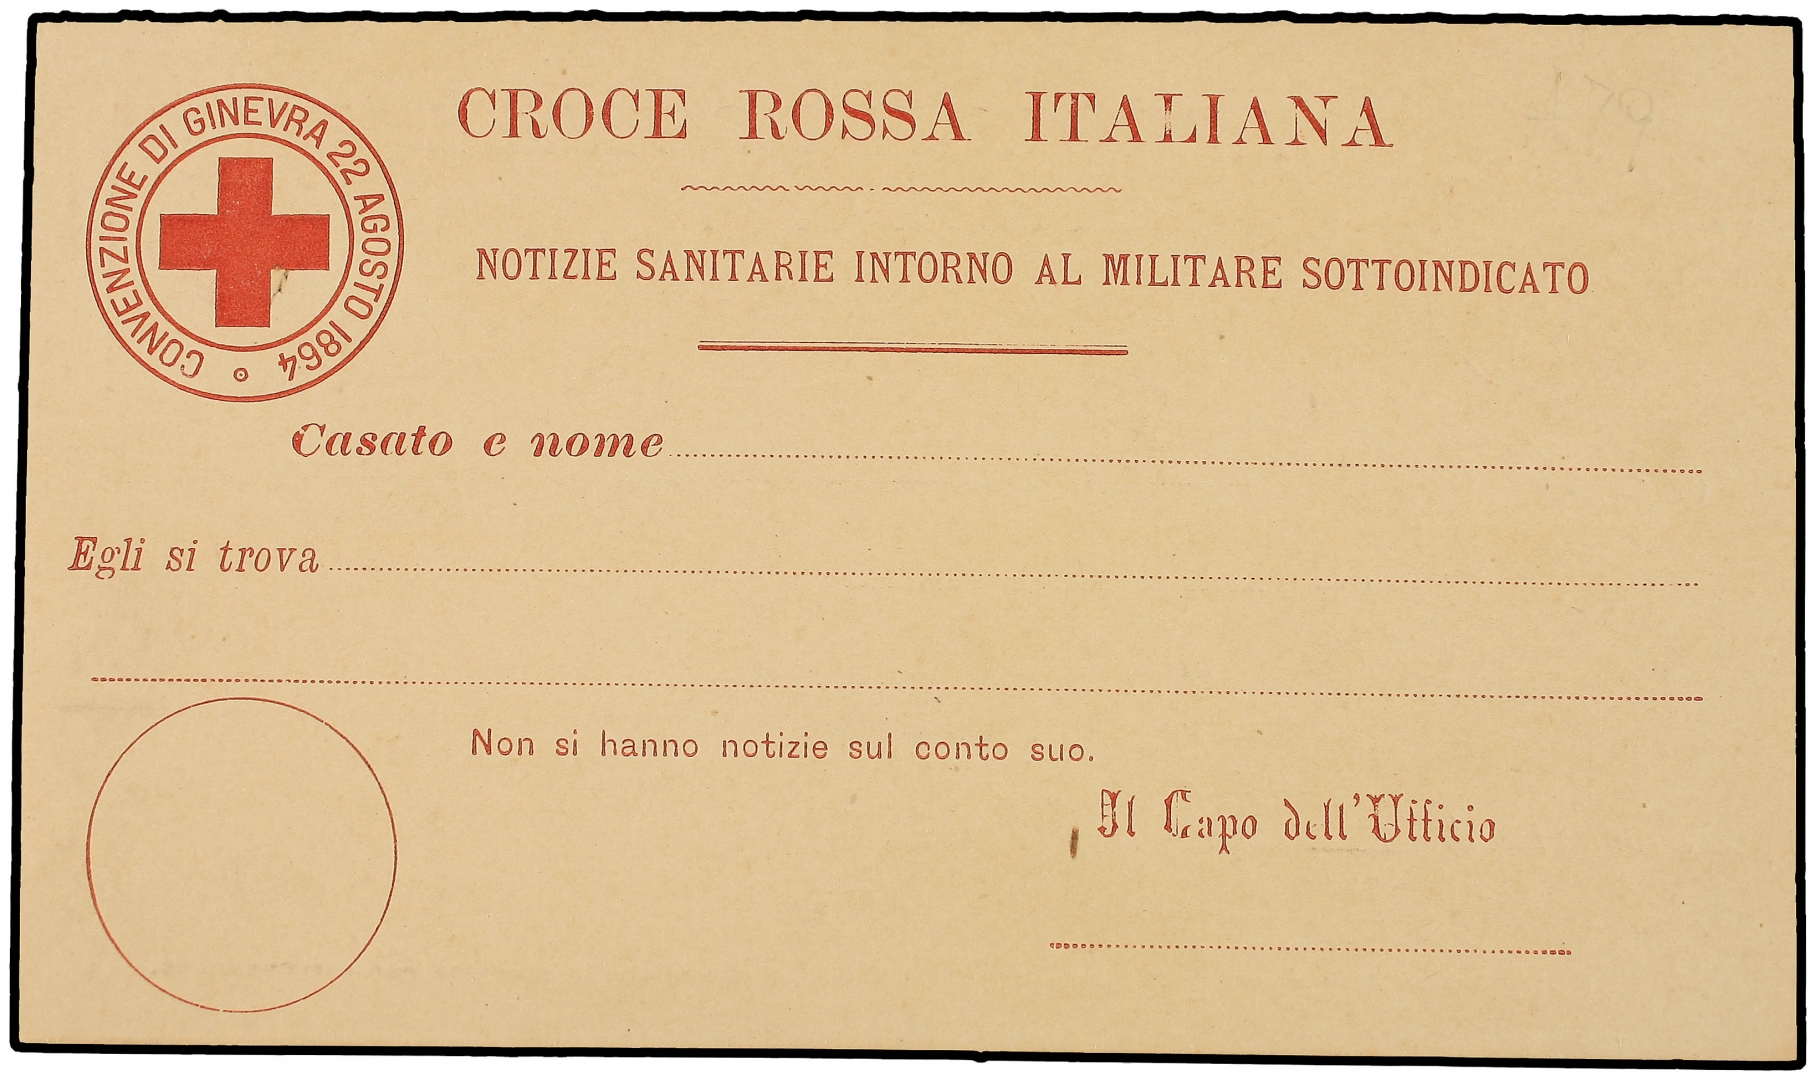 CROCE ROSSA ITALIANA
CONVENZIONE DI GINEVRA 22 AGOSTO 1864
NOTIZIE SANITARIE INTORNO AL MILITARE SOTTOINDICATO
Casato e nome
Egli si trova
Non si hanno notizie sul conto suo.
Il Capo dell'Ufficio